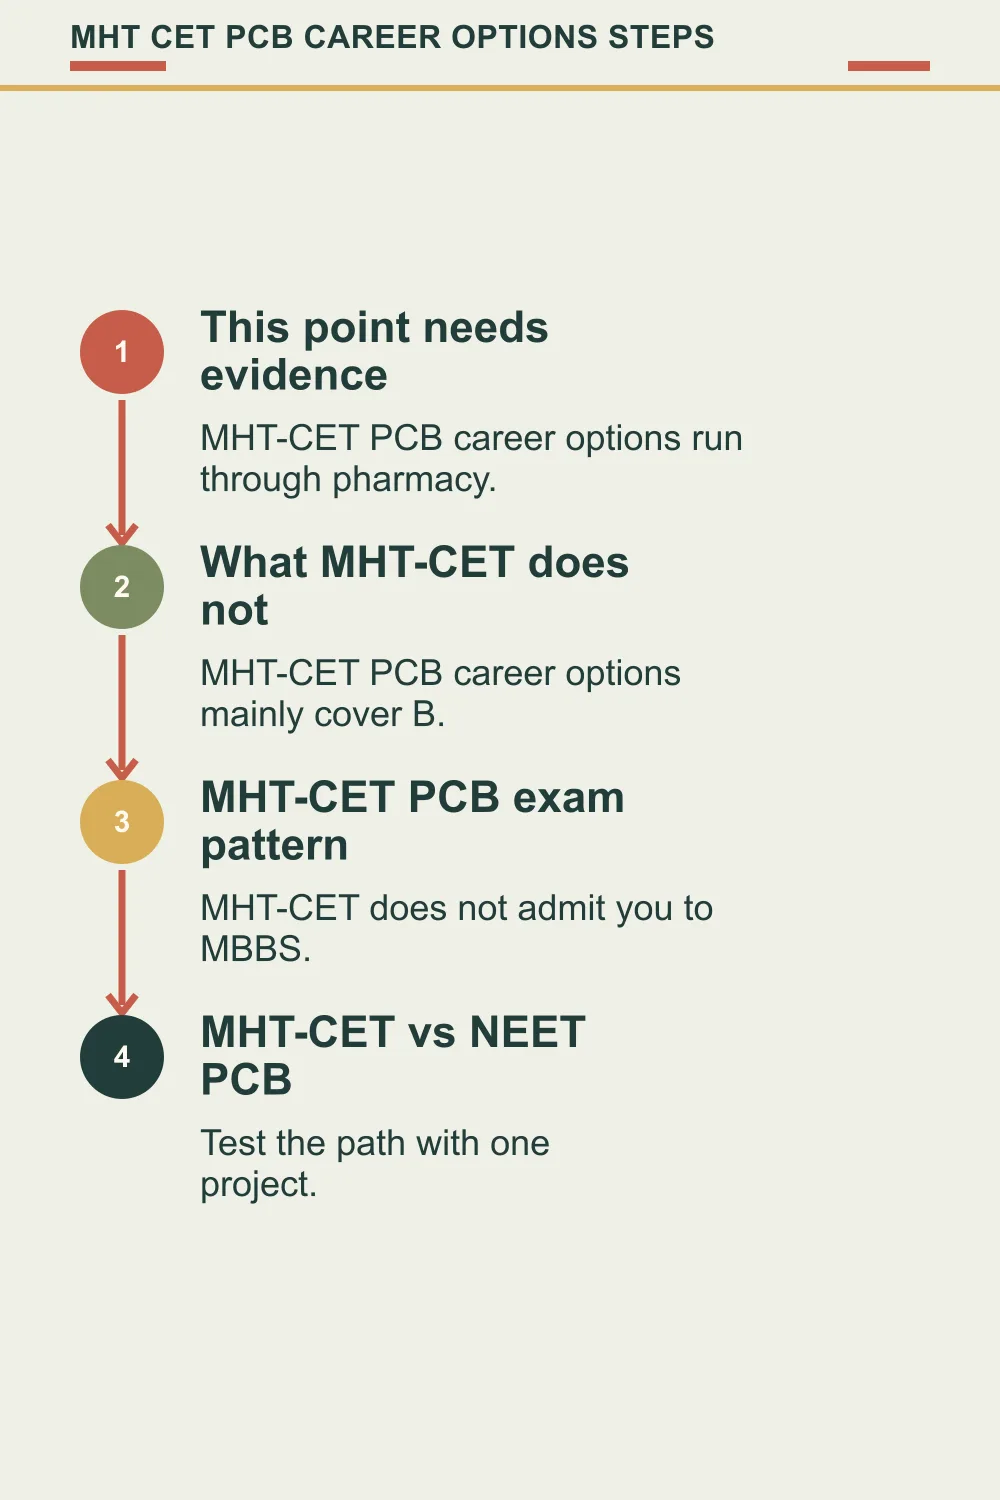 MHT CET PCB CAREER OPTIONS STEPS
1
This point needs
evidence
MHT-CET PCB career options run
through pharmacy.
2
What MHT-CET does
not
MHT-CET PCB career options
mainly cover B.
3
MHT-CET PCB exam
pattern
MHT-CET does not admit you to
MBBS.
4
MHT-CET vs NEET
PCB
Test the path with one
project.